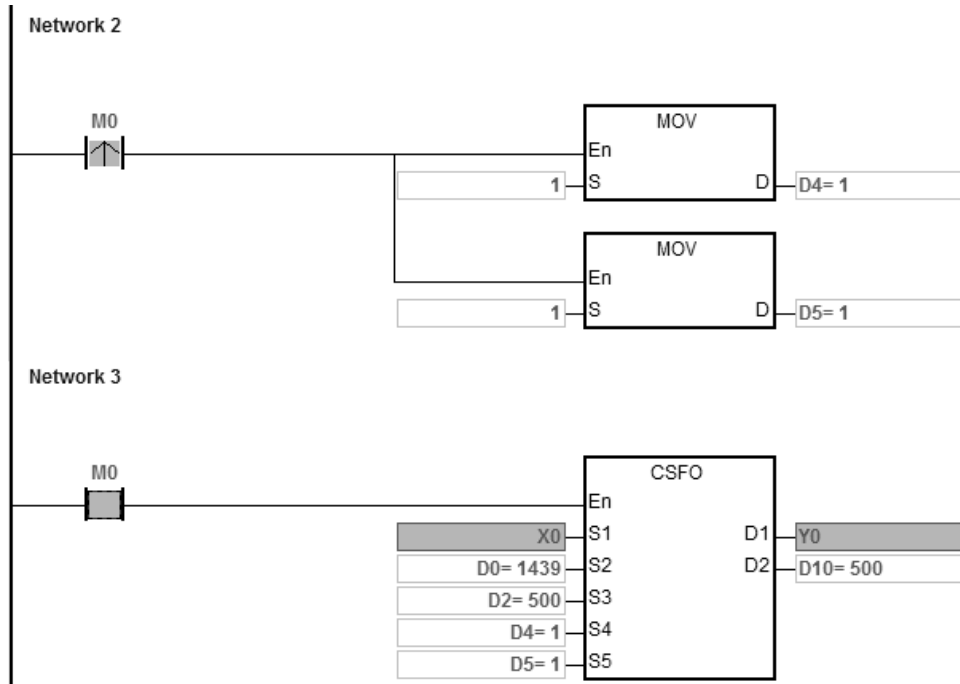 Network 2
M0
MOV
En
1 S D D4= 1
MOV
En
1 S D D5= 1
Network 3
M0
CSFO
En
X0 S1 D1 Y0
D0= 1439 S2 D2 D10= 500
D2= 500 S3
D4= 1 S4
D5= 1 S5